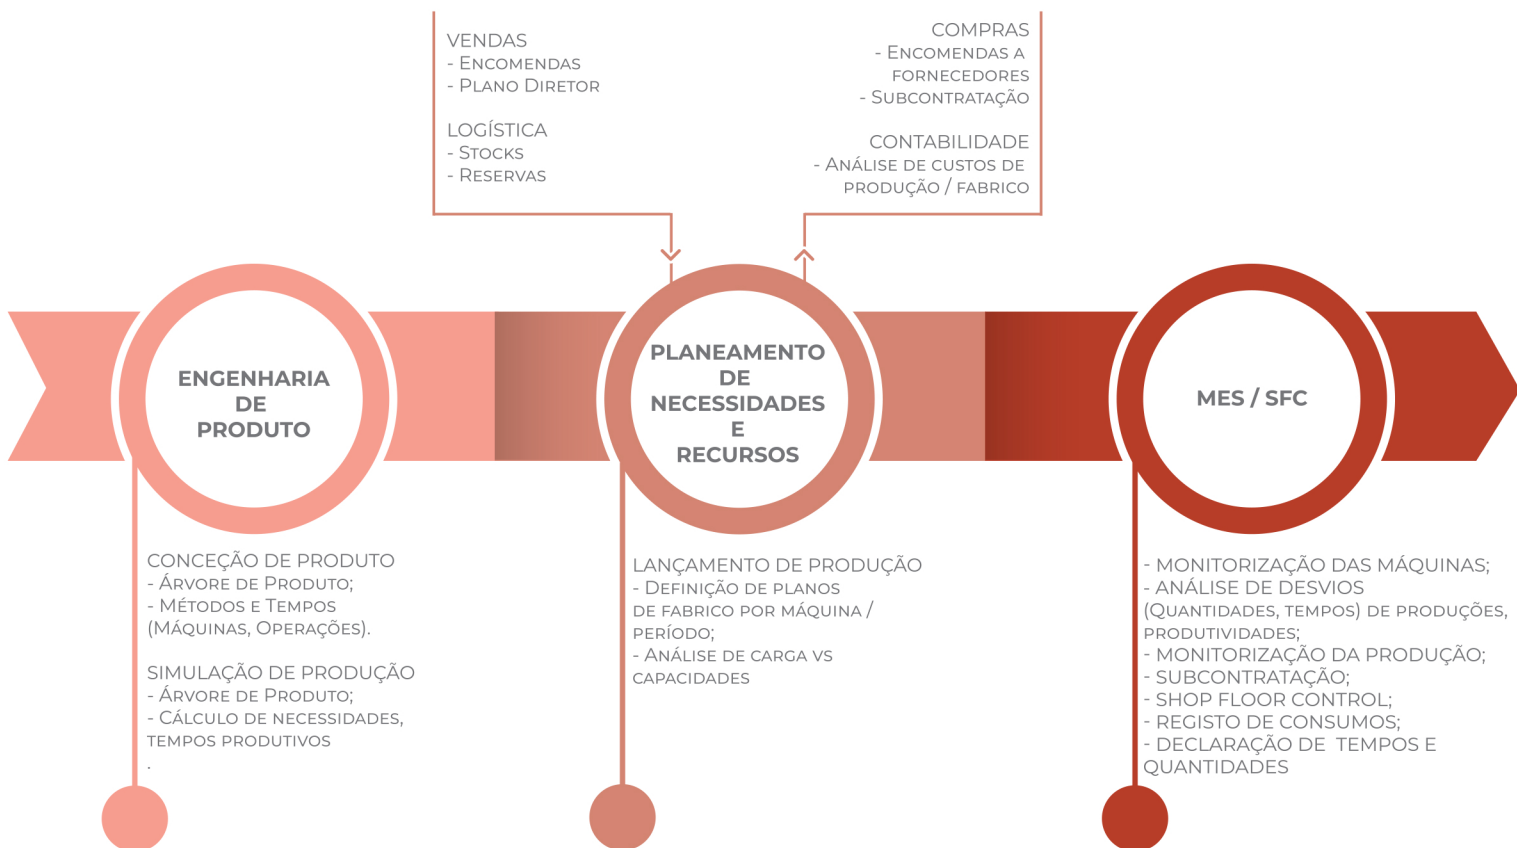 VENDAS
- Encomendas
- Plano Diretor
LOGÍSTICA
- Stocks
- Reservas
COMPRAS
- Encomendas a
fornecedores
- Subcontratação
CONTABILIDADE
- Análise de custos de
produção / fabrico
ENGENHARIA
DE
PRODUTO
PLANEAMENTO
DE
NECESSIDADES
E
RECURSOS
MES / SFC
CONCEÇÃO DE PRODUTO
- Árvore de Produto;
- Métodos e Tempos
(Máquinas, Operações).
SIMULAÇÃO DE PRODUÇÃO
- Árvore de Produto;
- Cálculo de necessidades,
tempos produtivos
.
LANÇAMENTO DE PRODUÇÃO
- Definição de planos
de fabrico por máquina /
período;
- Análise de carga vs
capacidades
- MONITORIZAÇÃO DAS MÁQUINAS;
- ANÁLISE DE DESVIOS
(Quantidades, tempos) de produções,
produtividades;
- MONITORIZAÇÃO DA PRODUÇÃO;
- SUBCONTRATAÇÃO;
- SHOP FLOOR CONTROL;
- REGISTO DE CONSUMOS;
- DECLARAÇÃO DE TEMPOS E
QUANTIDADES